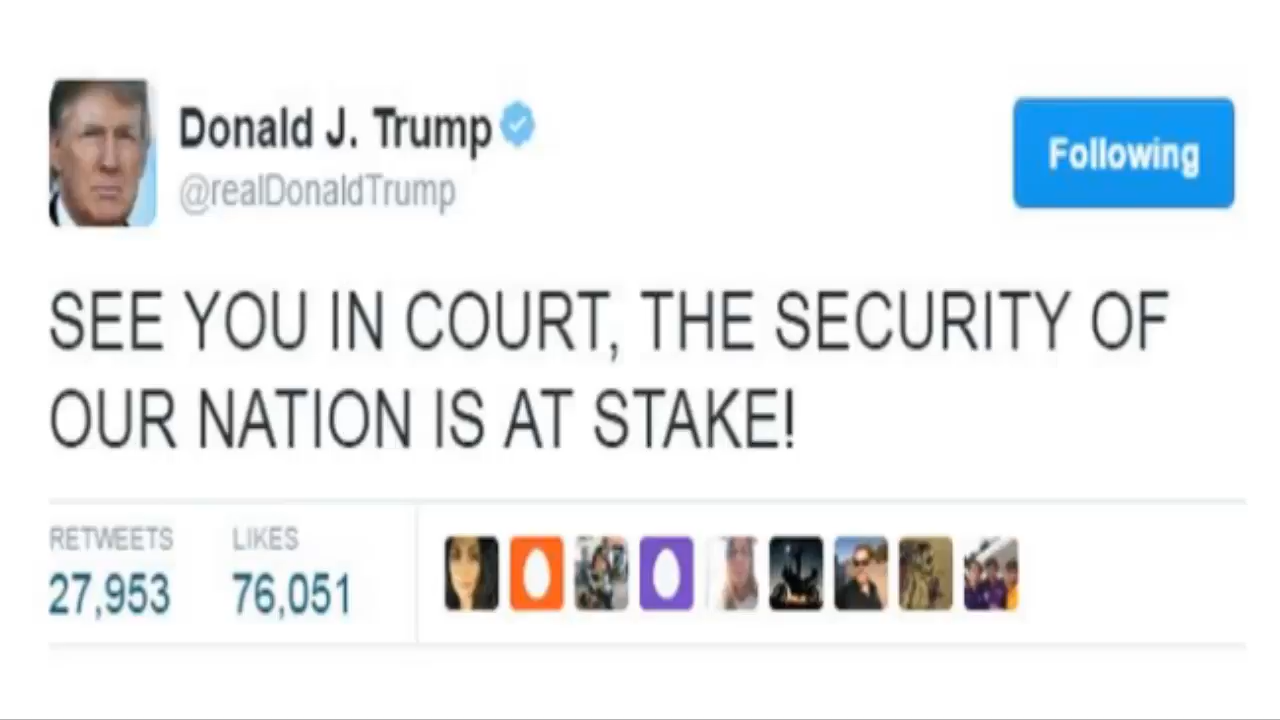 Donald J. Trump
@realDonaldTrump
Following
SEE YOU IN COURT, THE SECURITY OF
OUR NATION IS AT STAKE!
RETWEETS LIKES
27,953 76,051